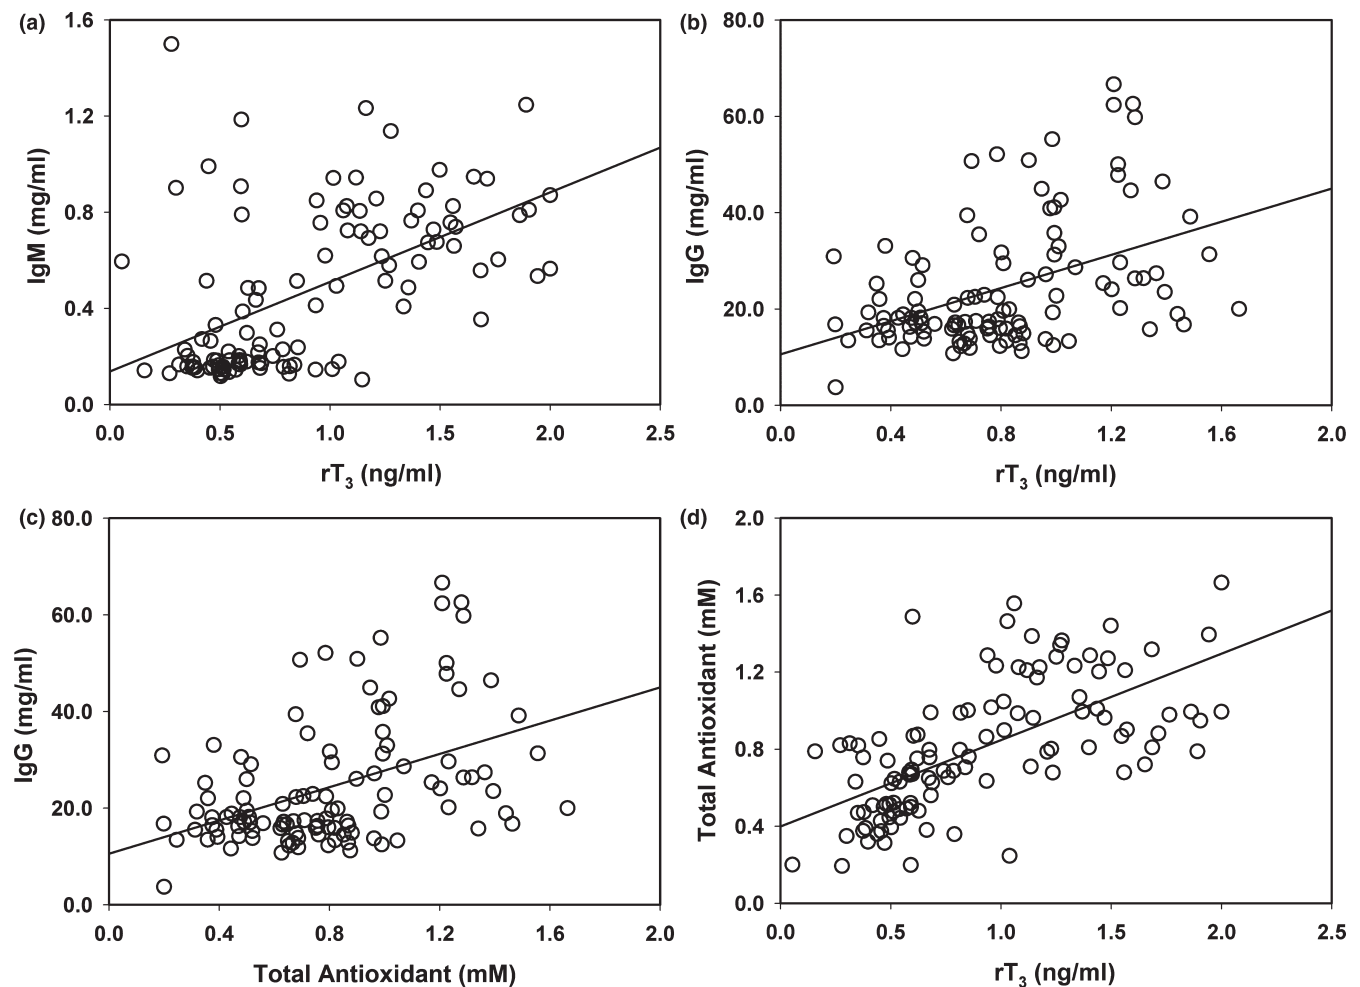 (a)
1.6
1.2
0.8
0.4
0.0
IgM (mg/ml)
0.0 0.5 1.0 1.5 2.0 2.5
rT3 (ng/ml)
(b)
80.0
60.0
40.0
20.0
0.0
IgG (mg/ml)
0.0 0.4 0.8 1.2 1.6 2.0
rT3 (ng/ml)
(c)
80.0
60.0
40.0
20.0
0.0
IgG (mg/ml)
0.0 0.4 0.8 1.2 1.6 2.0
Total Antioxidant (mM)
(d)
2.0
1.6
1.2
0.8
0.4
0.0
Total Antioxidant (mM)
0.0 0.5 1.0 1.5 2.0 2.5
rT3 (ng/ml)